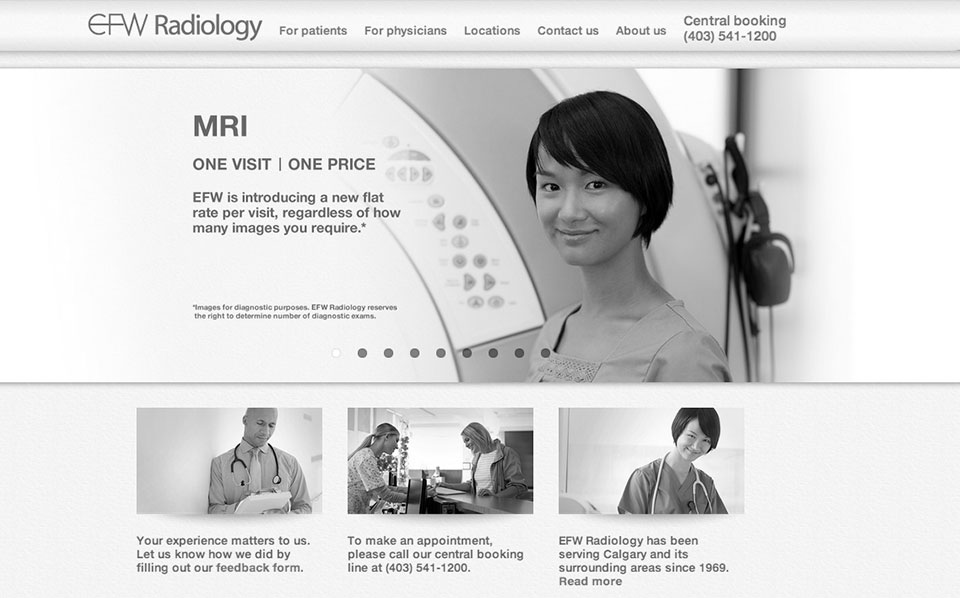 EFW Radiology
For patients
For physicians
Locations
Contact us
About us
Central booking
(403) 541-1200
MRI
ONE VISIT | ONE PRICE
EFW is introducing a new flat
rate per visit, regardless of how
many images you require.*
*Images for diagnostic purposes. EFW Radiology reserves
the right to determine number of diagnostic exams.
Your experience matters to us.
Let us know how we did by
filling out our feedback form.
To make an appointment,
please call our central booking
line at (403) 541-1200.
EFW Radiology has been
serving Calgary and its
surrounding areas since 1969.
Read more